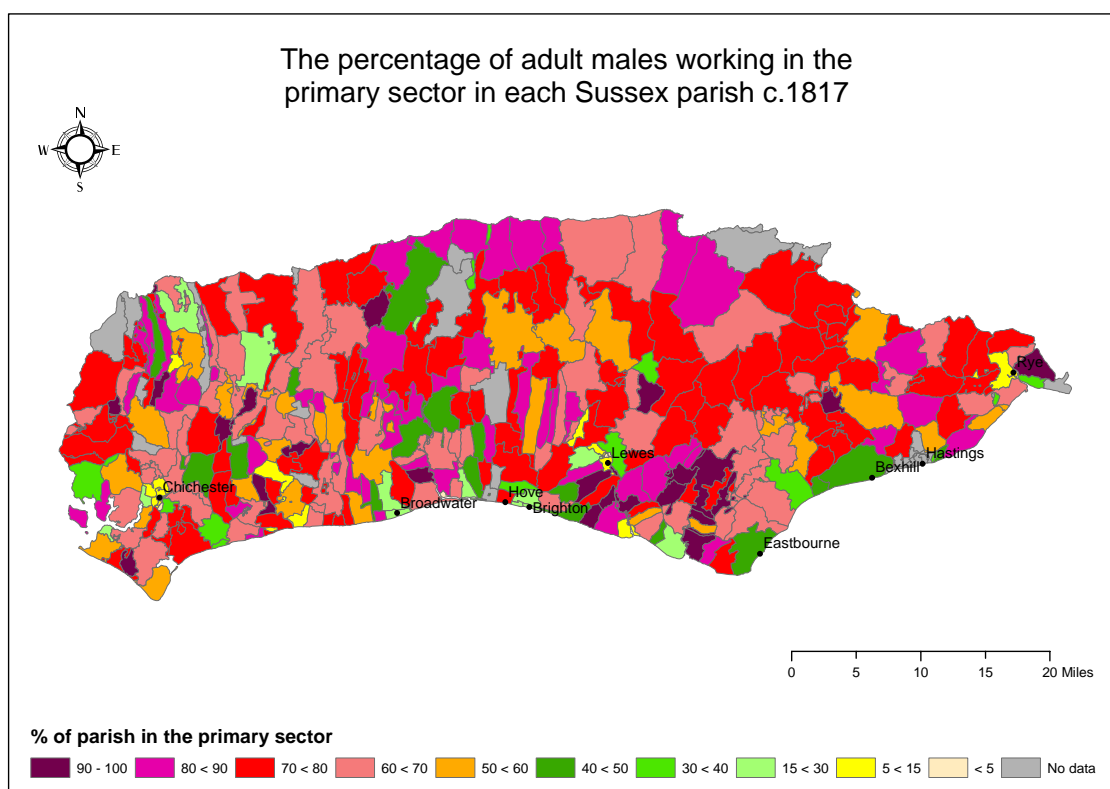 The percentage of adult males working in the
primary sector in each Sussex parish c.1817
N
W E
S
Rye
Lewes
Hastings
Bexhill
Chichester
Hove
Broadwater
Brighton
Eastbourne
0 5 10 15 20 Miles
% of parish in the primary sector
90 - 100 80 < 90 70 < 80 60 < 70 50 < 60 40 < 50 30 < 40 15 < 30 5 < 15 < 5 No data